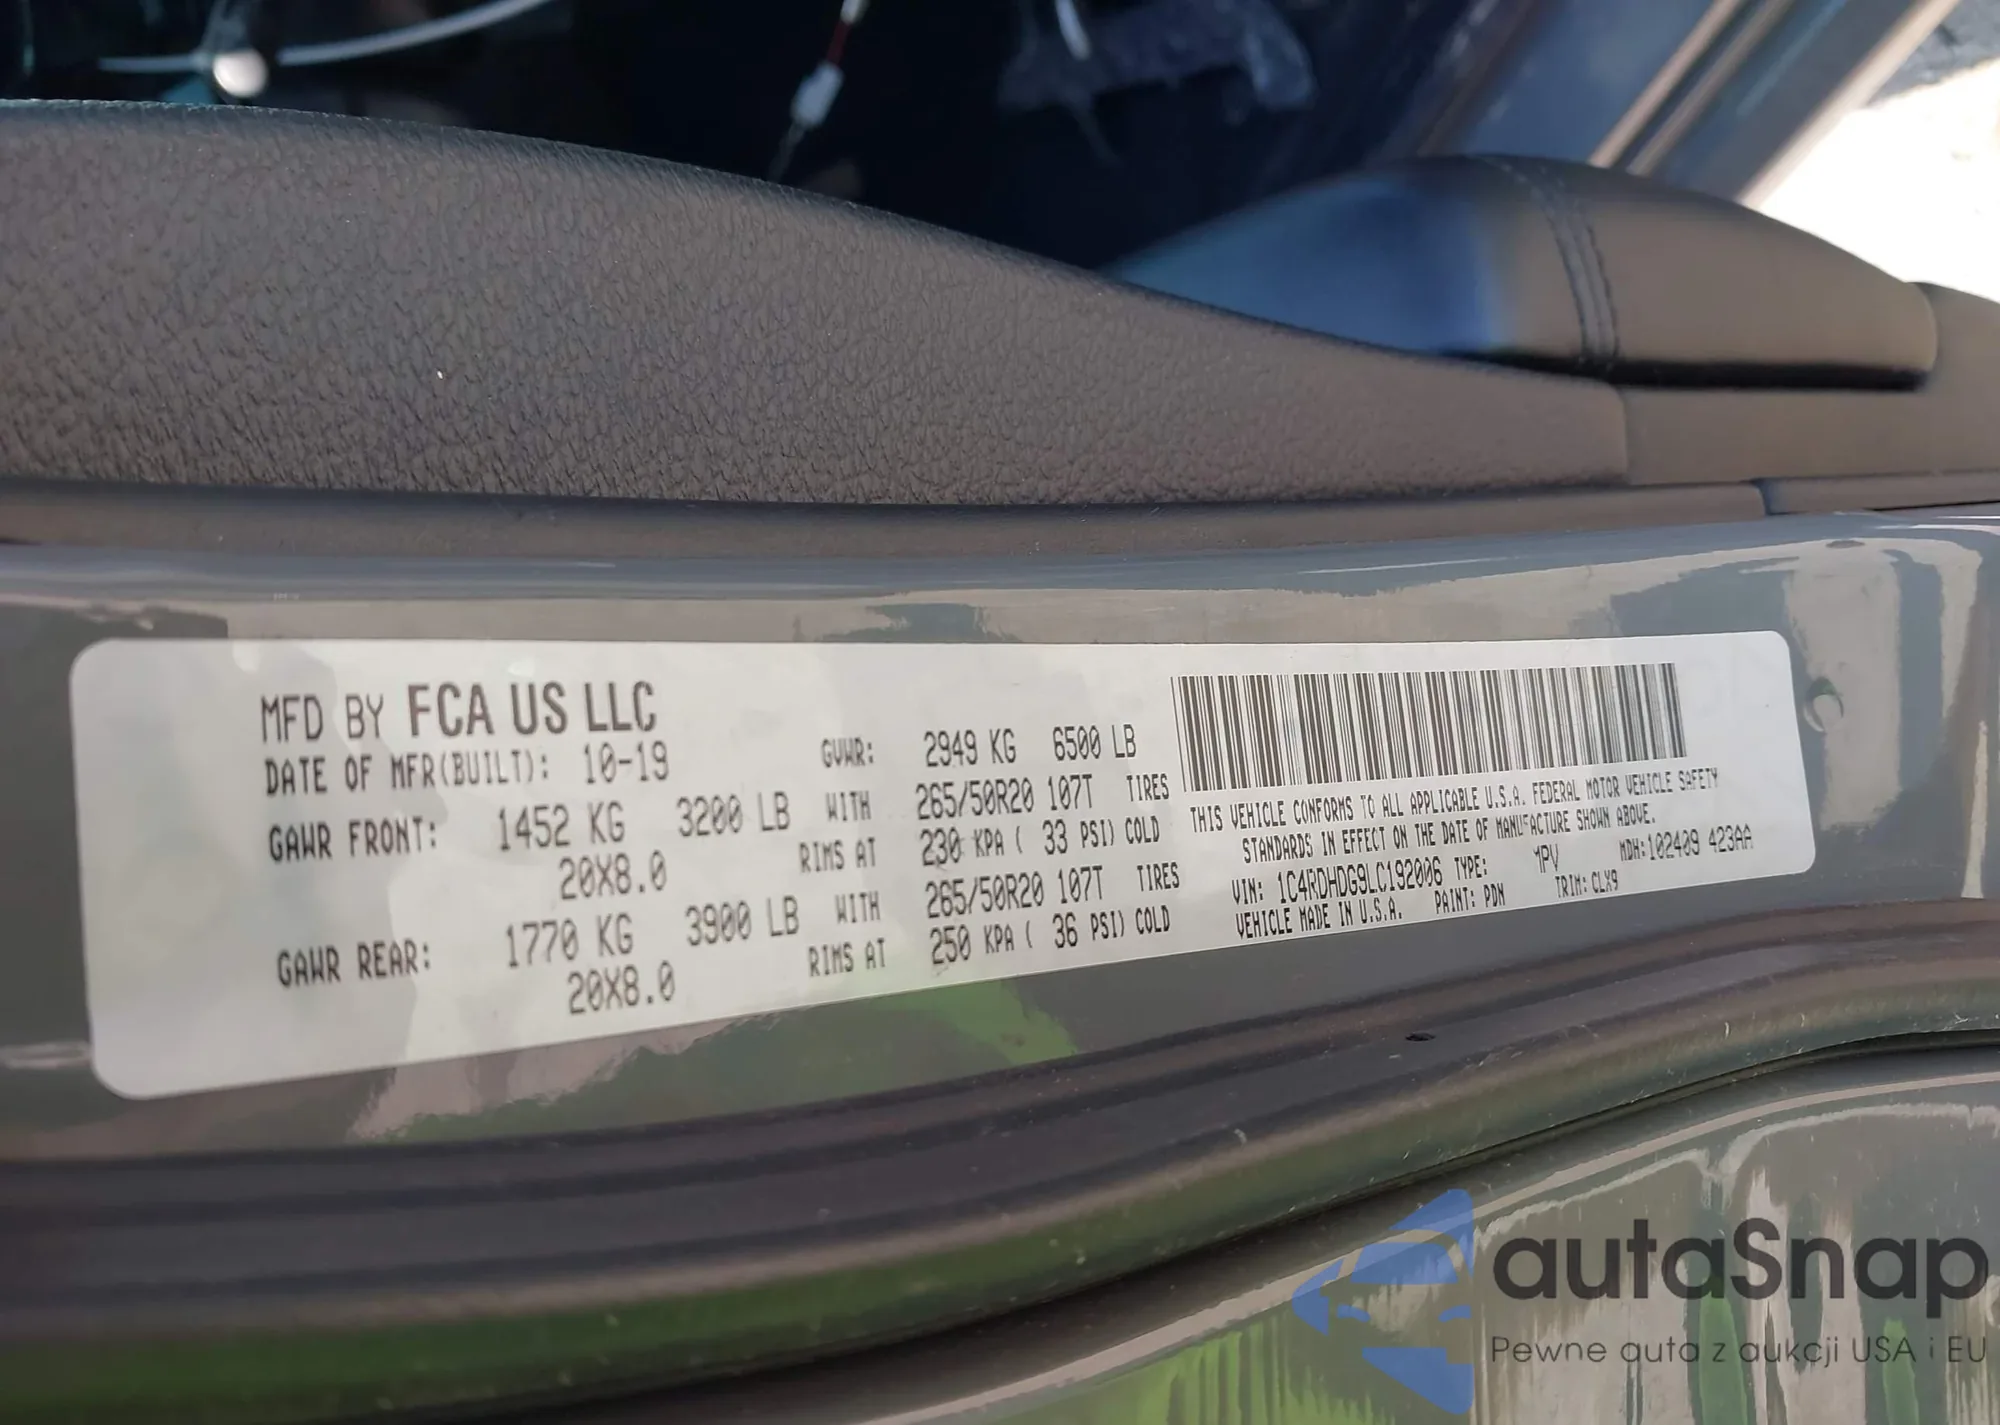 MFD BY FCA US LLC
DATE OF MFR(BUILT): 10-19 GVWR: 2949 KG 6500 LB
GAWR FRONT: 1452 KG 3200 LB WITH 265/50R20 107T TIRES
20X8.0 RIMS AT 230 KPA ( 33 PSI) COLD
GAWR REAR: 1770 KG 3900 LB WITH 265/50R20 107T TIRES
20X8.0 RIMS AT 250 KPA ( 36 PSI) COLD
THIS VEHICLE CONFORMS TO ALL APPLICABLE U.S.A. FEDERAL MOTOR VEHICLE SAFETY
STANDARDS IN EFFECT ON THE DATE OF MANUFACTURE SHOWN ABOVE.
VIN: 1C4RDHDG9LC192006 TYPE: MPV MDH:102409 423AA
VEHICLE MADE IN U.S.A. PAINT: PDN TRIM: CLX9
autaSnap
Pewne auta z aukcji USA i EU